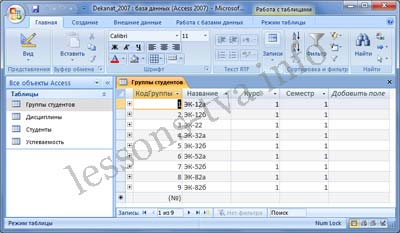 Dekanat_2007 : база данных (Access 2007) - Microsof...
Работа с таблицами
Главная
Создание
Внешние данные
Работа с базами данных
Режим таблицы
Вид
Вставить
Calibri
11
Ж К Ч
Обновить все
Найти
Представления
Буфер обмена
Шрифт
Текст RTF
Записи
Сортировка и фильтр
Найти
Все объекты Access
Таблицы
Группы студентов
Дисциплины
Студенты
Успеваемость
Группы студентов
КодГруппы
Название
Курс
Семестр
Добавить поле
1 ЭК-12а 1 1
2 ЭК-12б 1 1
3 ЭК-22 1 1
4 ЭК-32а 1 1
5 ЭК-32б 1 1
6 ЭК-52а 1 1
7 ЭК-52б 1 1
8 ЭК-82а 1 1
9 ЭК-82б 1 1
(№)
Запись: 1 из 9
Нет фильтра
Поиск
Режим таблицы
Num Lock
lessons-tva.info